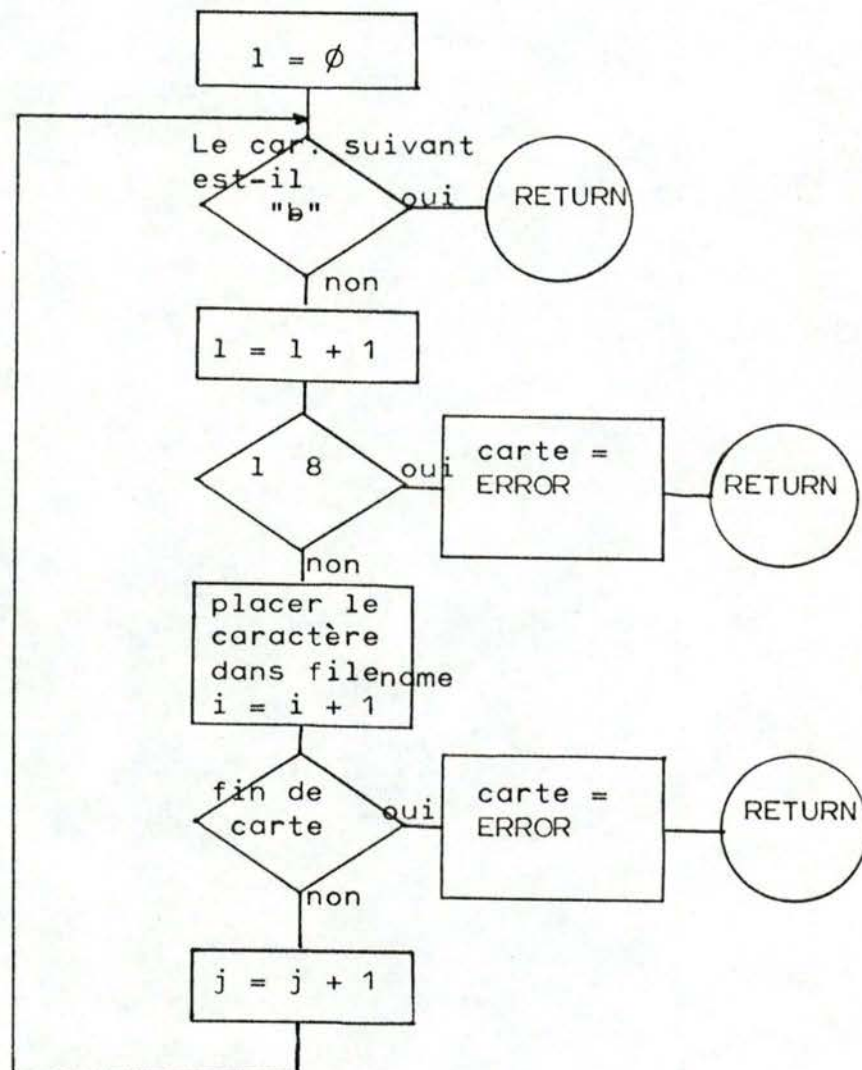 l = Ø
Le car. suivant
est-il
"b"
oui
RETURN
non
l = l + 1
l 8
oui
carte =
ERROR
RETURN
non
placer le
caractère
dans filename
i = i + 1
fin de
carte
oui
carte =
ERROR
RETURN
non
j = j + 1